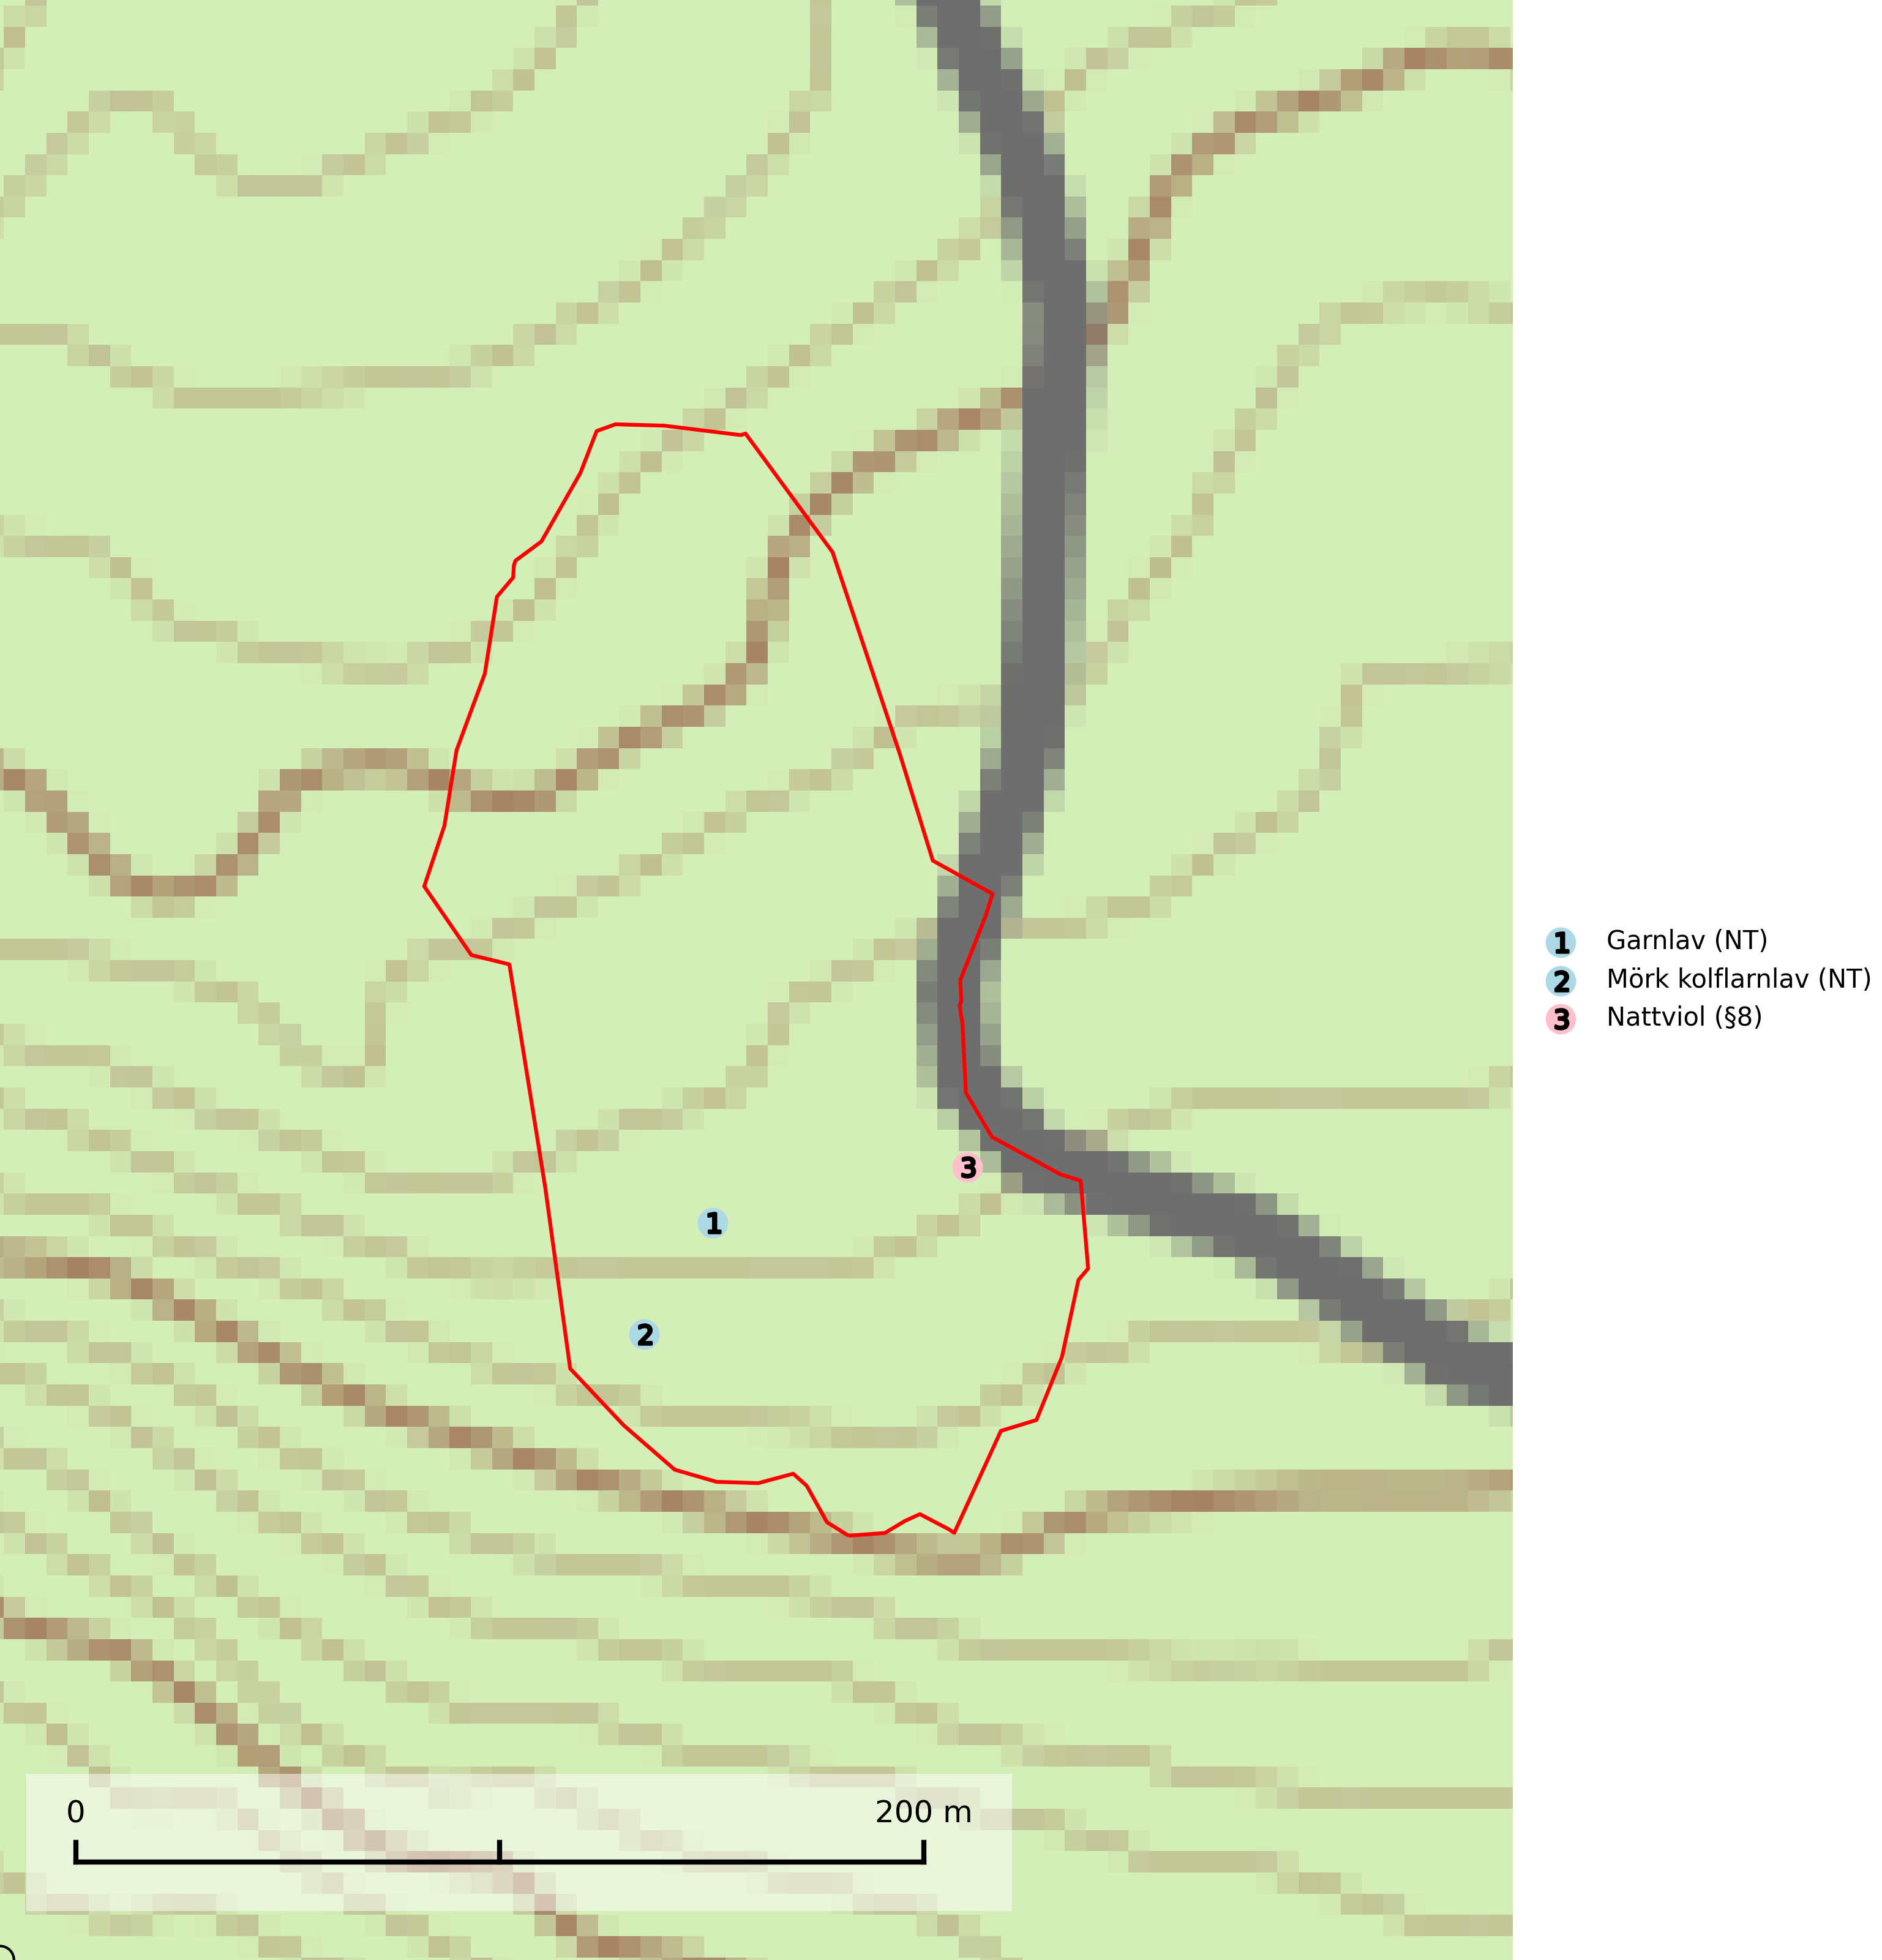 3
1
2
0 200 m
1 Garnlav (NT)
2 Mörk kolflarnlav (NT)
3 Nattviol (§8)